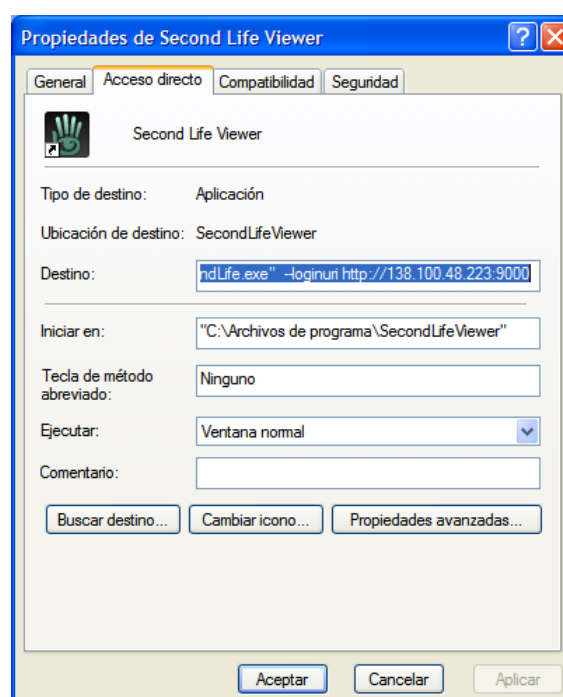 Propiedades de Second Life Viewer
General Acceso directo Compatibilidad Seguridad
Second Life Viewer
Tipo de destino: Aplicación
Ubicación de destino: SecondLifeViewer
Destino: ndLife.exe" --loginuri http://138.100.48.223:9000
Iniciar en: "C:\Archivos de programa\SecondLifeViewer"
Tecla de método
abreviado:
Ninguno
Ejecutar: Ventana normal
Comentario:
Buscar destino... Cambiar icono... Propiedades avanzadas...
Aceptar Cancelar Aplicar